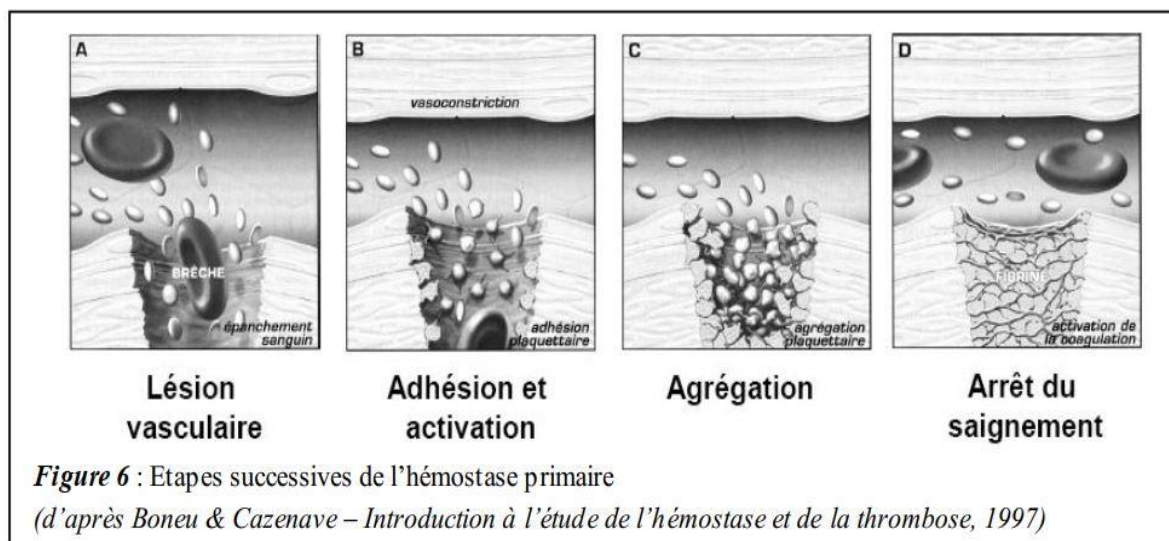 A
BRÈCHE
épanchement
sanguin
B
vasoconstriction
adhésion
plaquettaire
C
agrégation
plaquettaire
D
FIBRINE
activation de
la coagulation
Lésion
vasculaire
Adhésion et
activation
Agrégation
Arrêt du
saignement
Figure 6 : Etapes successives de l’hémostase primaire
(d’après Boneu & Cazenave – Introduction à l’étude de l’hémostase et de la thrombose, 1997)